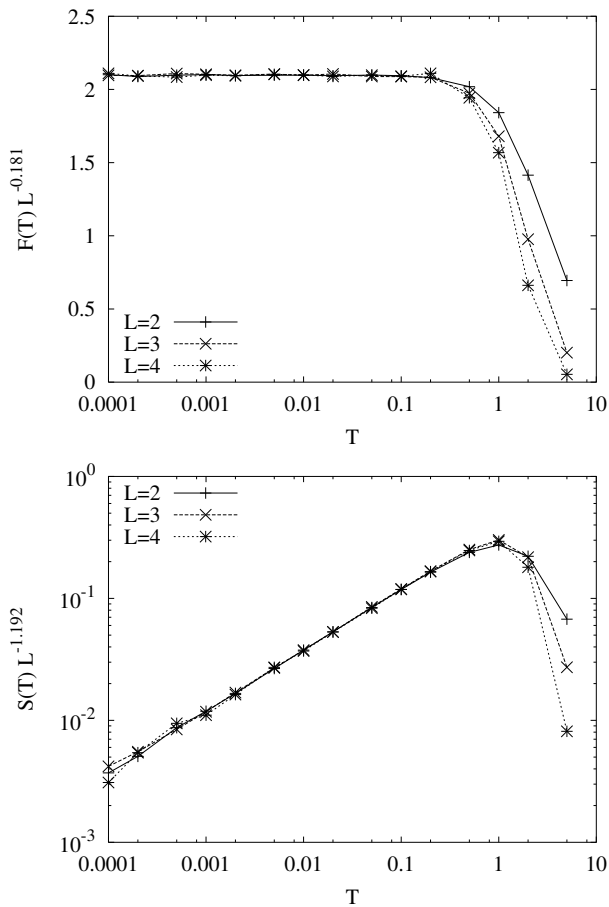 2.5
2
1.5
1
0.5
0
F(T) L^-0.181
L=2
L=3
L=4
0.0001 0.001 0.01 0.1 1 10
T
10^0
10^-1
10^-2
10^-3
S(T) L^-1.192
L=2
L=3
L=4
0.0001 0.001 0.01 0.1 1 10
T